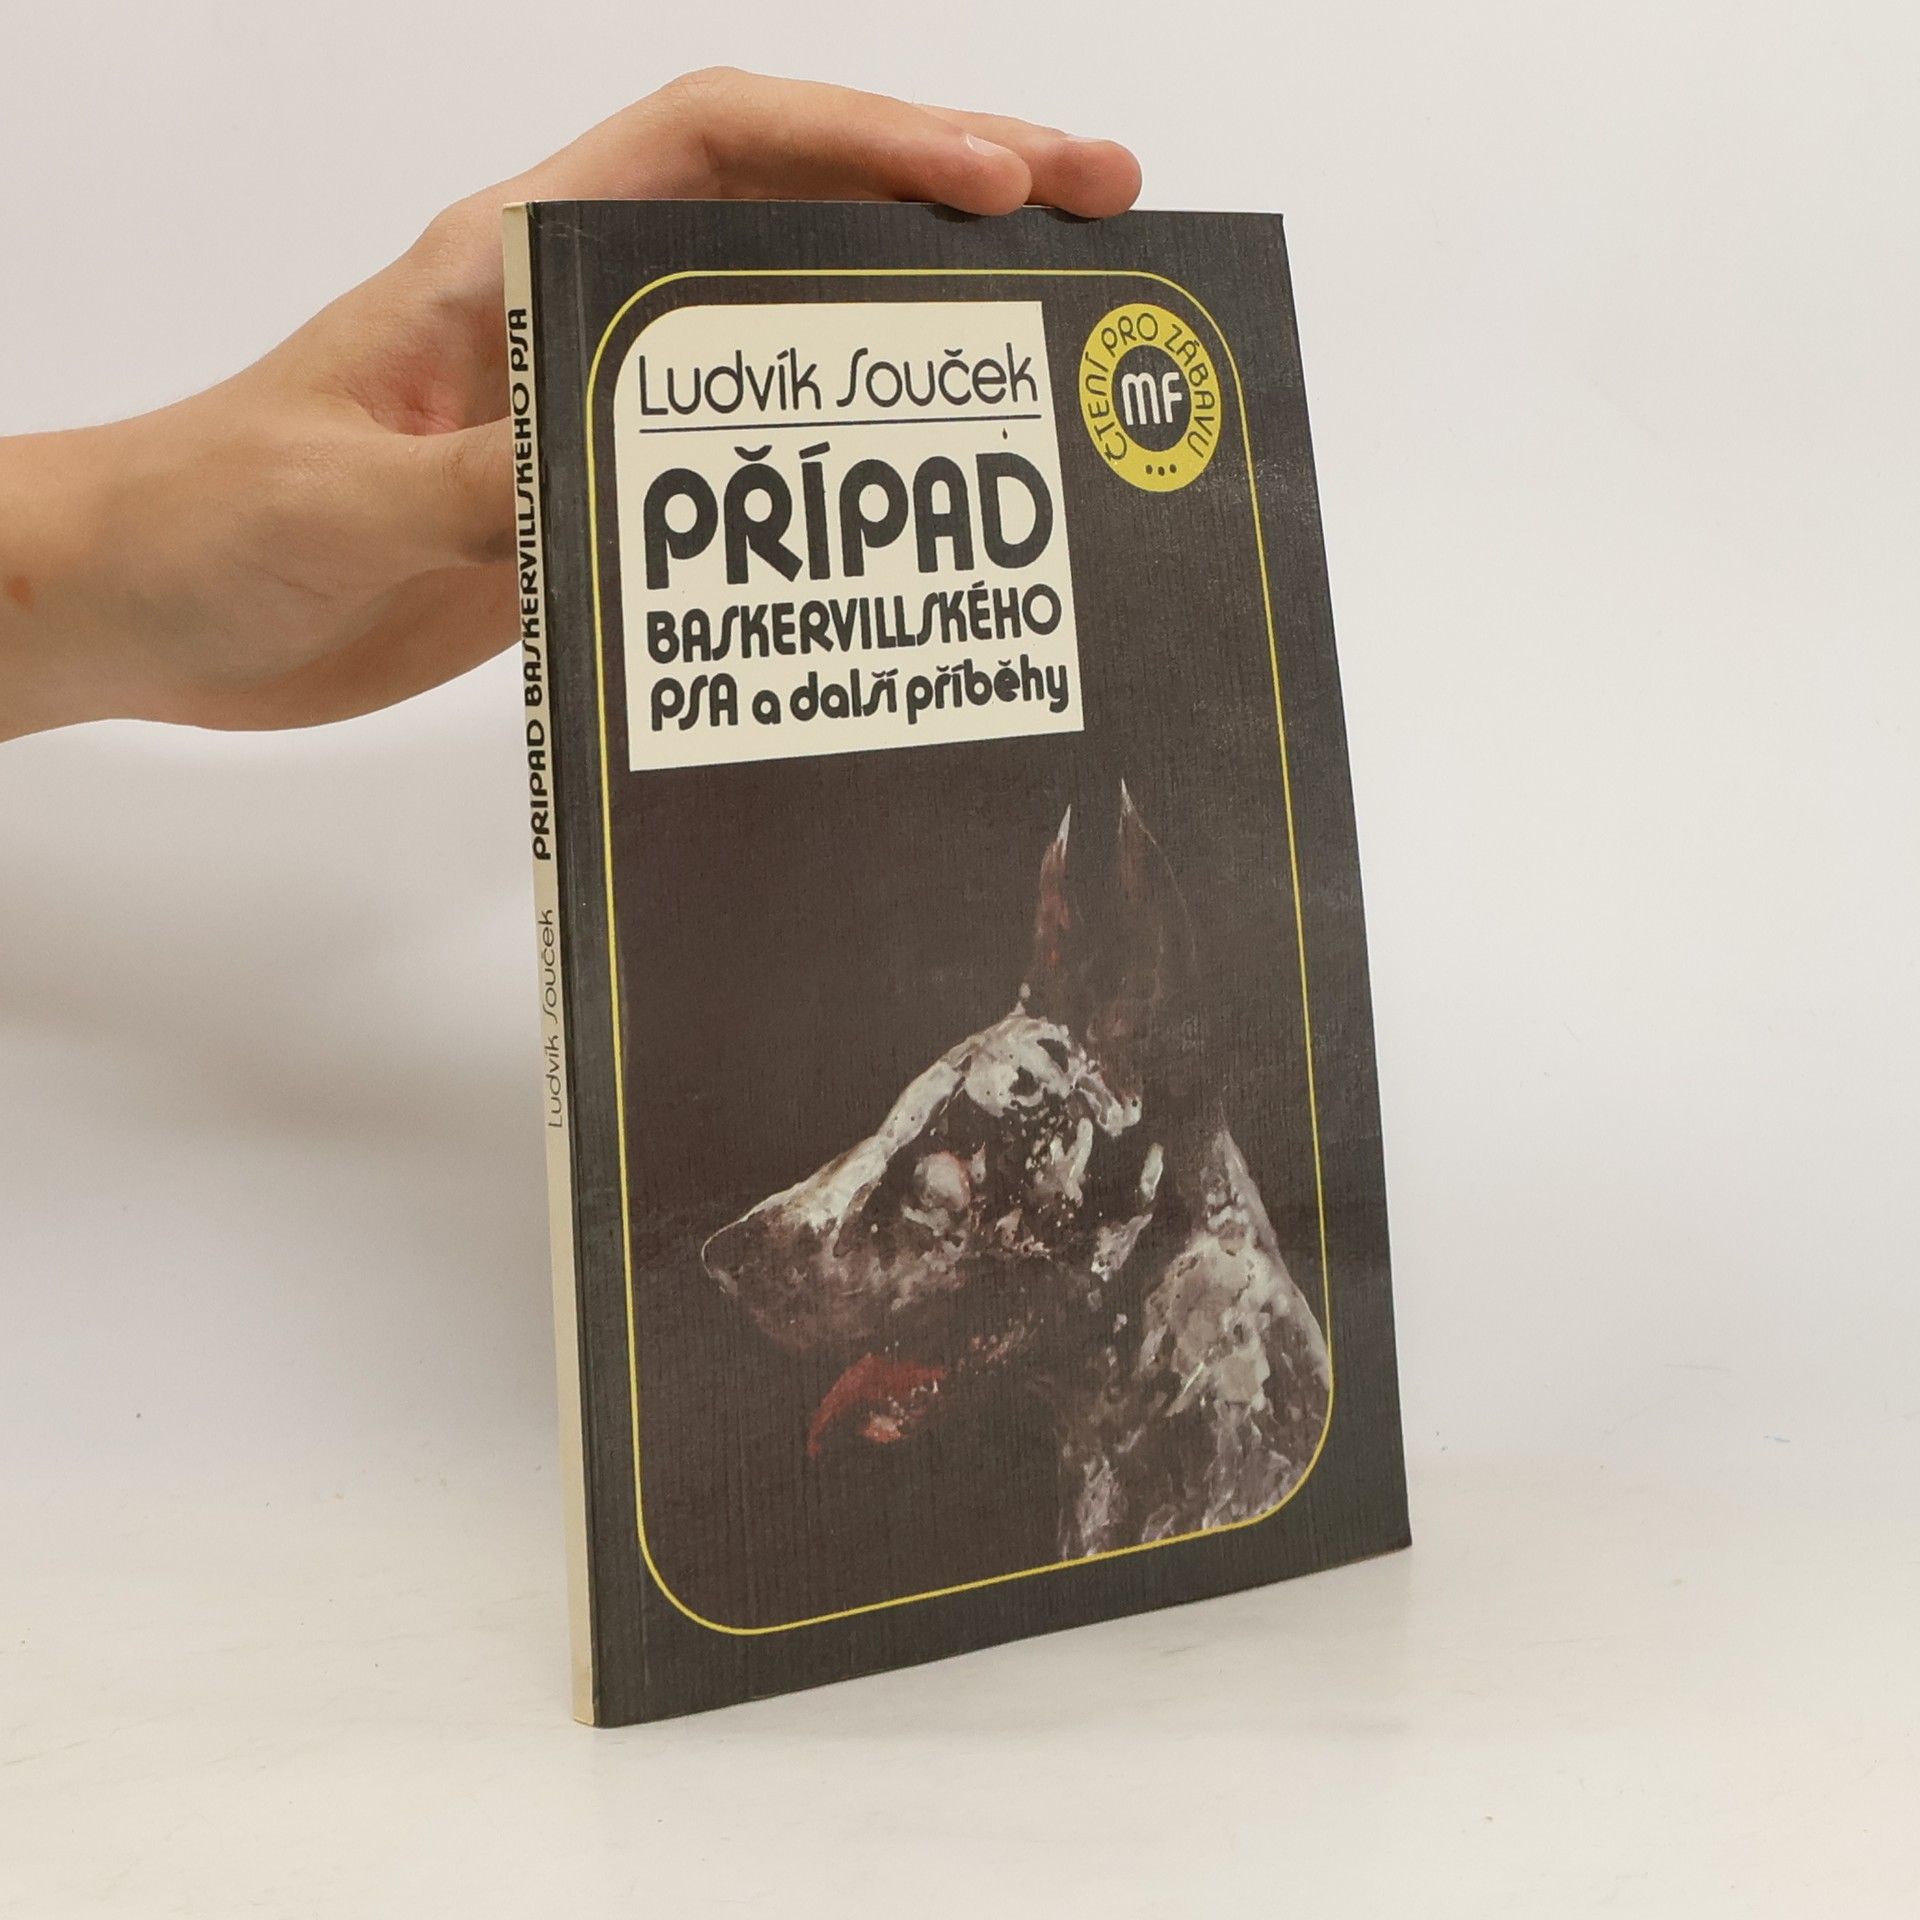 Ludvík Souček
PŘÍPAD
BASKERVILLSKÉHO
PSA a další příběhy
ČTENÍ PRO ZÁBAVU...
MF
Ludvík Souček PŘÍPAD BASKERVILLSKÉHO PSA